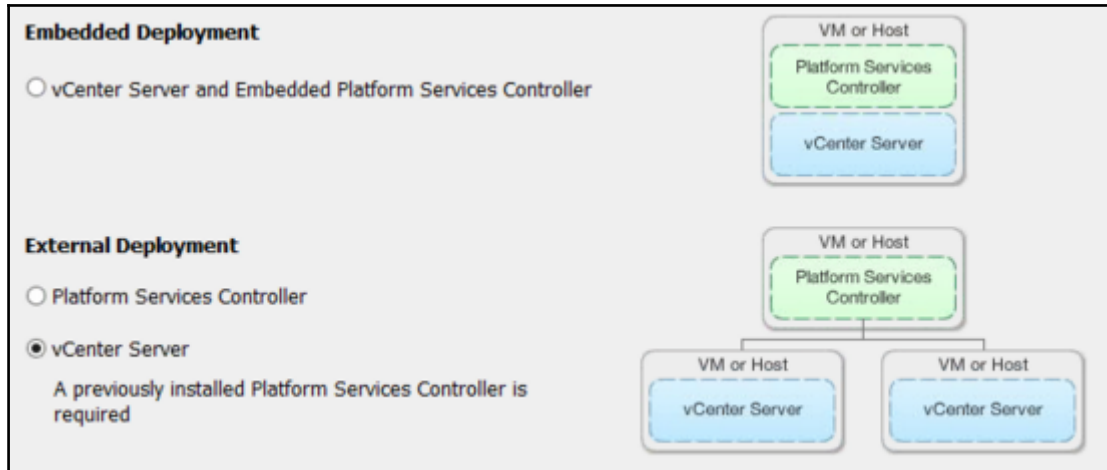 Embedded Deployment
vCenter Server and Embedded Platform Services Controller
VM or Host
Platform Services
Controller
vCenter Server
External Deployment
Platform Services Controller
vCenter Server
A previously installed Platform Services Controller is
required
VM or Host
Platform Services
Controller
VM or Host
vCenter Server
VM or Host
vCenter Server